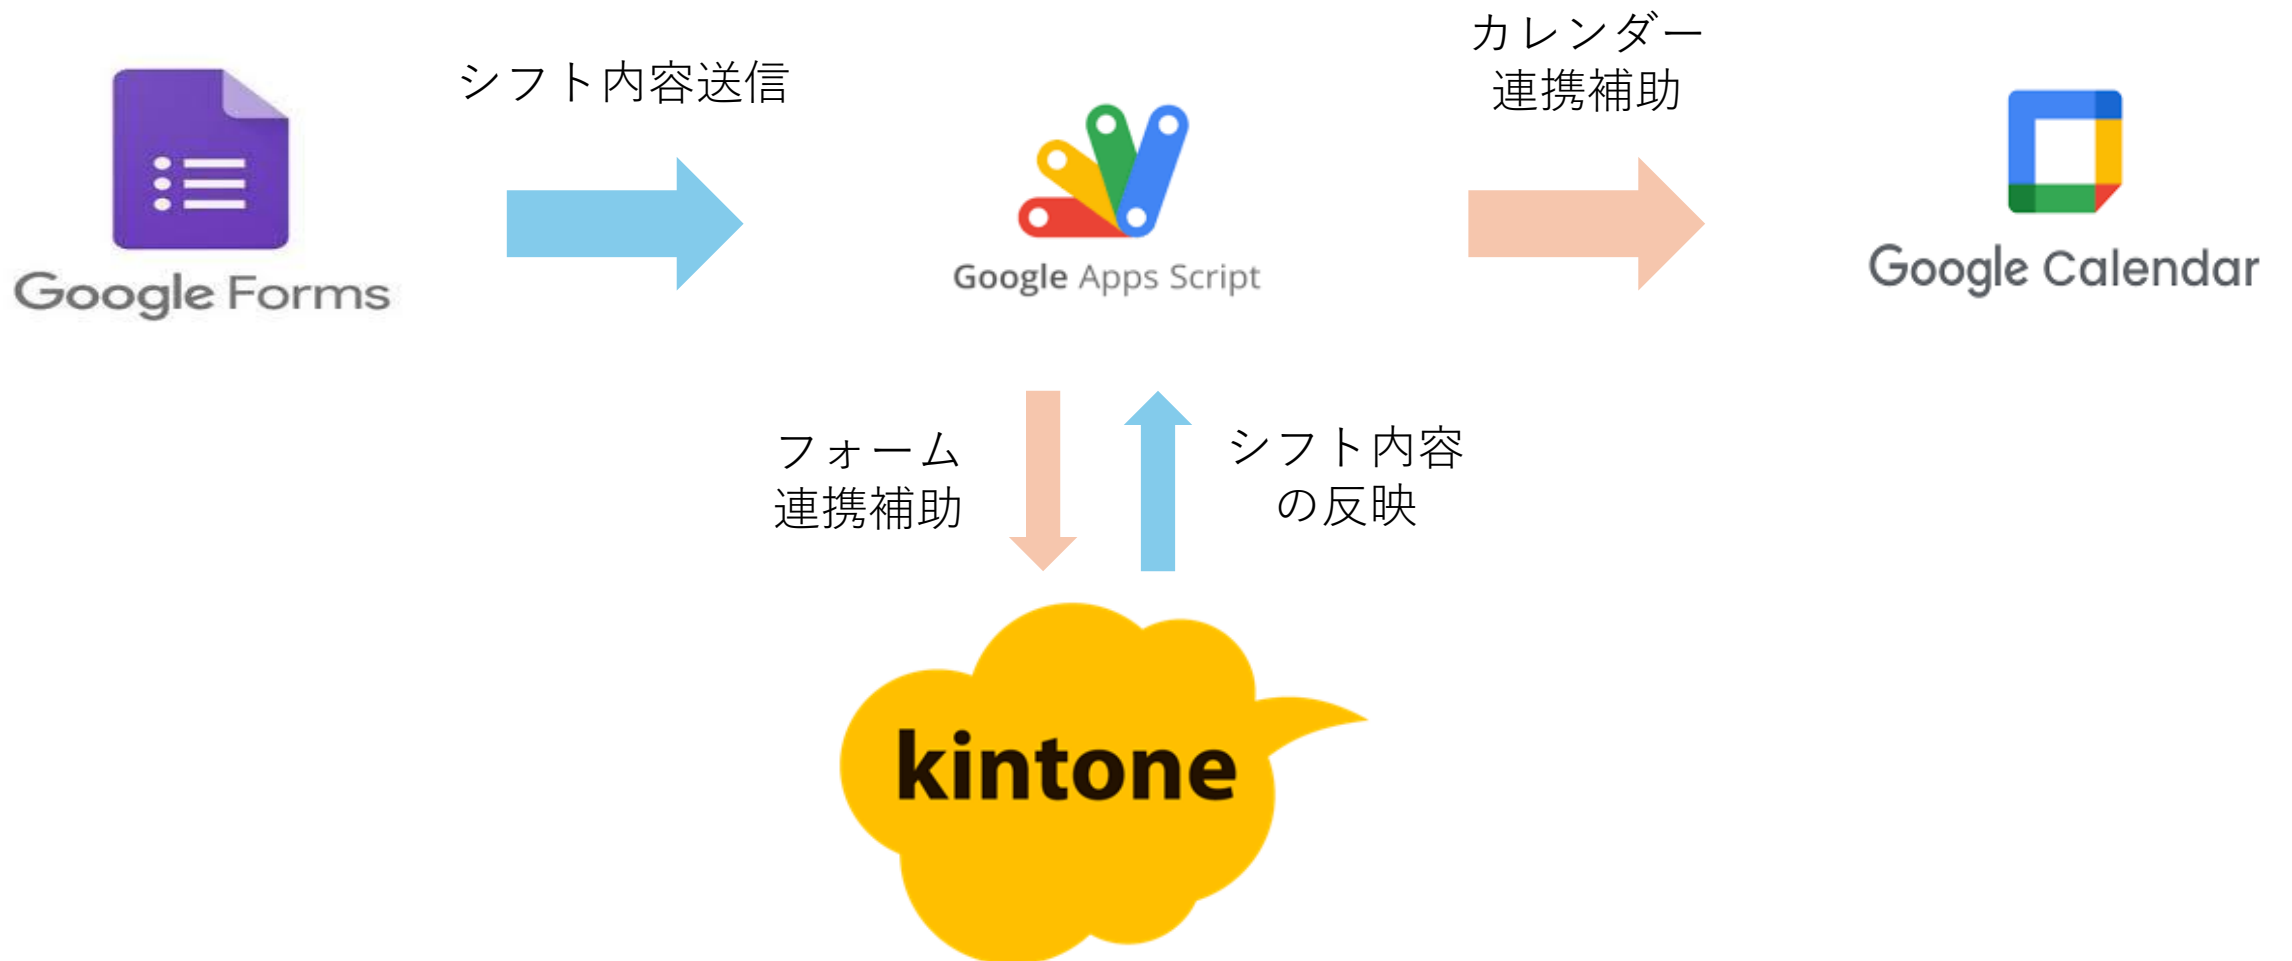 シフト内容送信
カレンダー
連携補助
Google Forms
Google Apps Script
Google Calendar
フォーム
連携補助
シフト内容
の反映
kintone